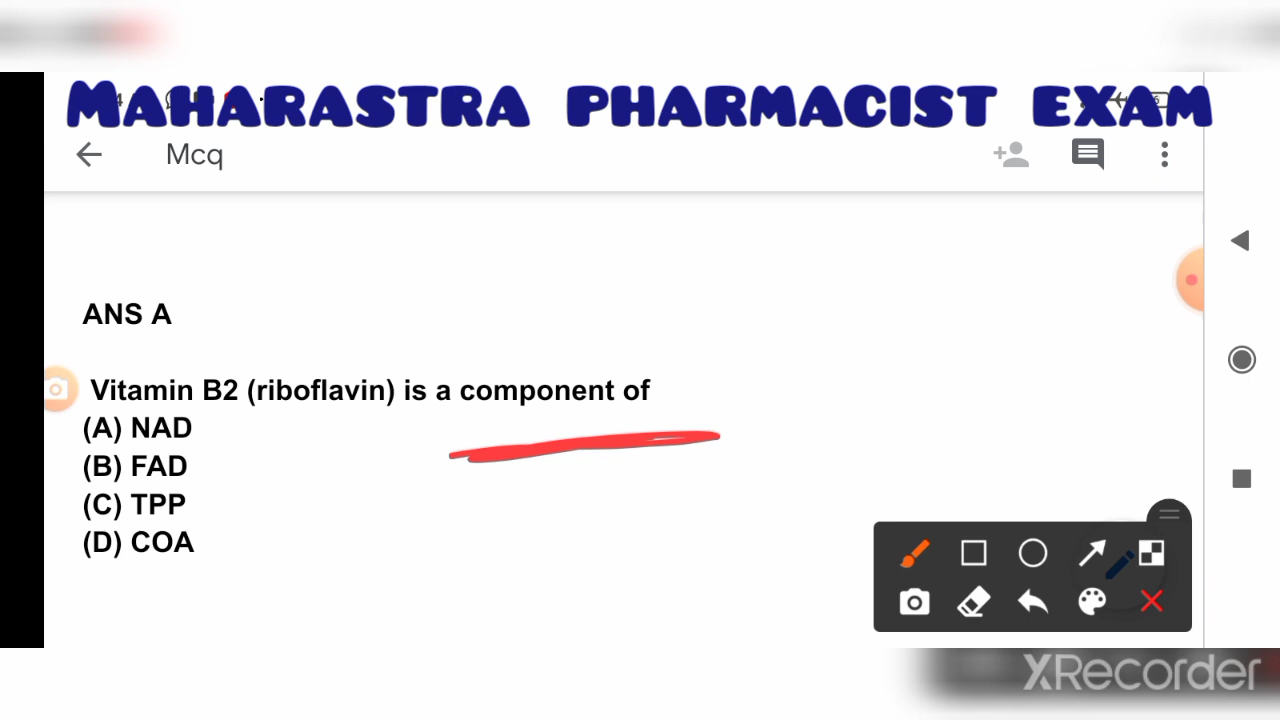 MAHARASTRA PHARMACIST EXAM
Mcq
ANS A
Vitamin B2 (riboflavin) is a component of
(A) NAD
(B) FAD
(C) TPP
(D) COA
XRecorder